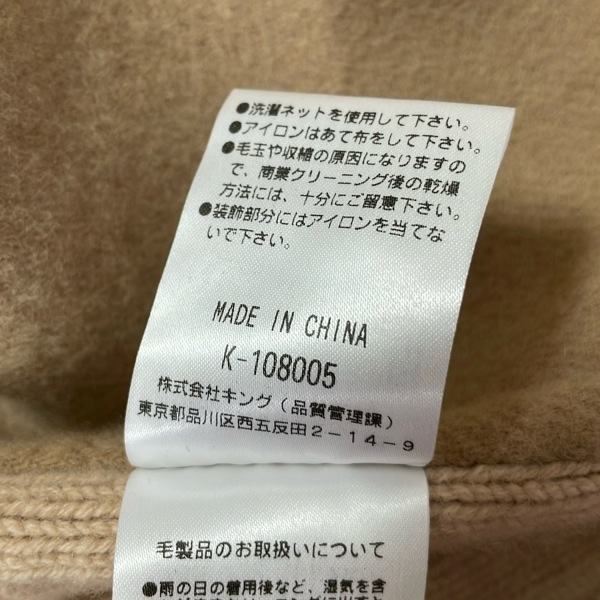 ●洗濯ネットを使用して下さい。
●アイロンはあて布をして下さい。
●毛玉や収縮の原因になりますの
で、商業クリーニング後の乾燥
方法には、十分にご留意下さい。
●装飾部分にはアイロンを当てな
いで下さい。
MADE IN CHINA
K-108005
株式会社キング(品質管理課)
東京都品川区西五反田2-14-9
毛製品のお取扱いについて
●雨の日の着用後など、湿気を含